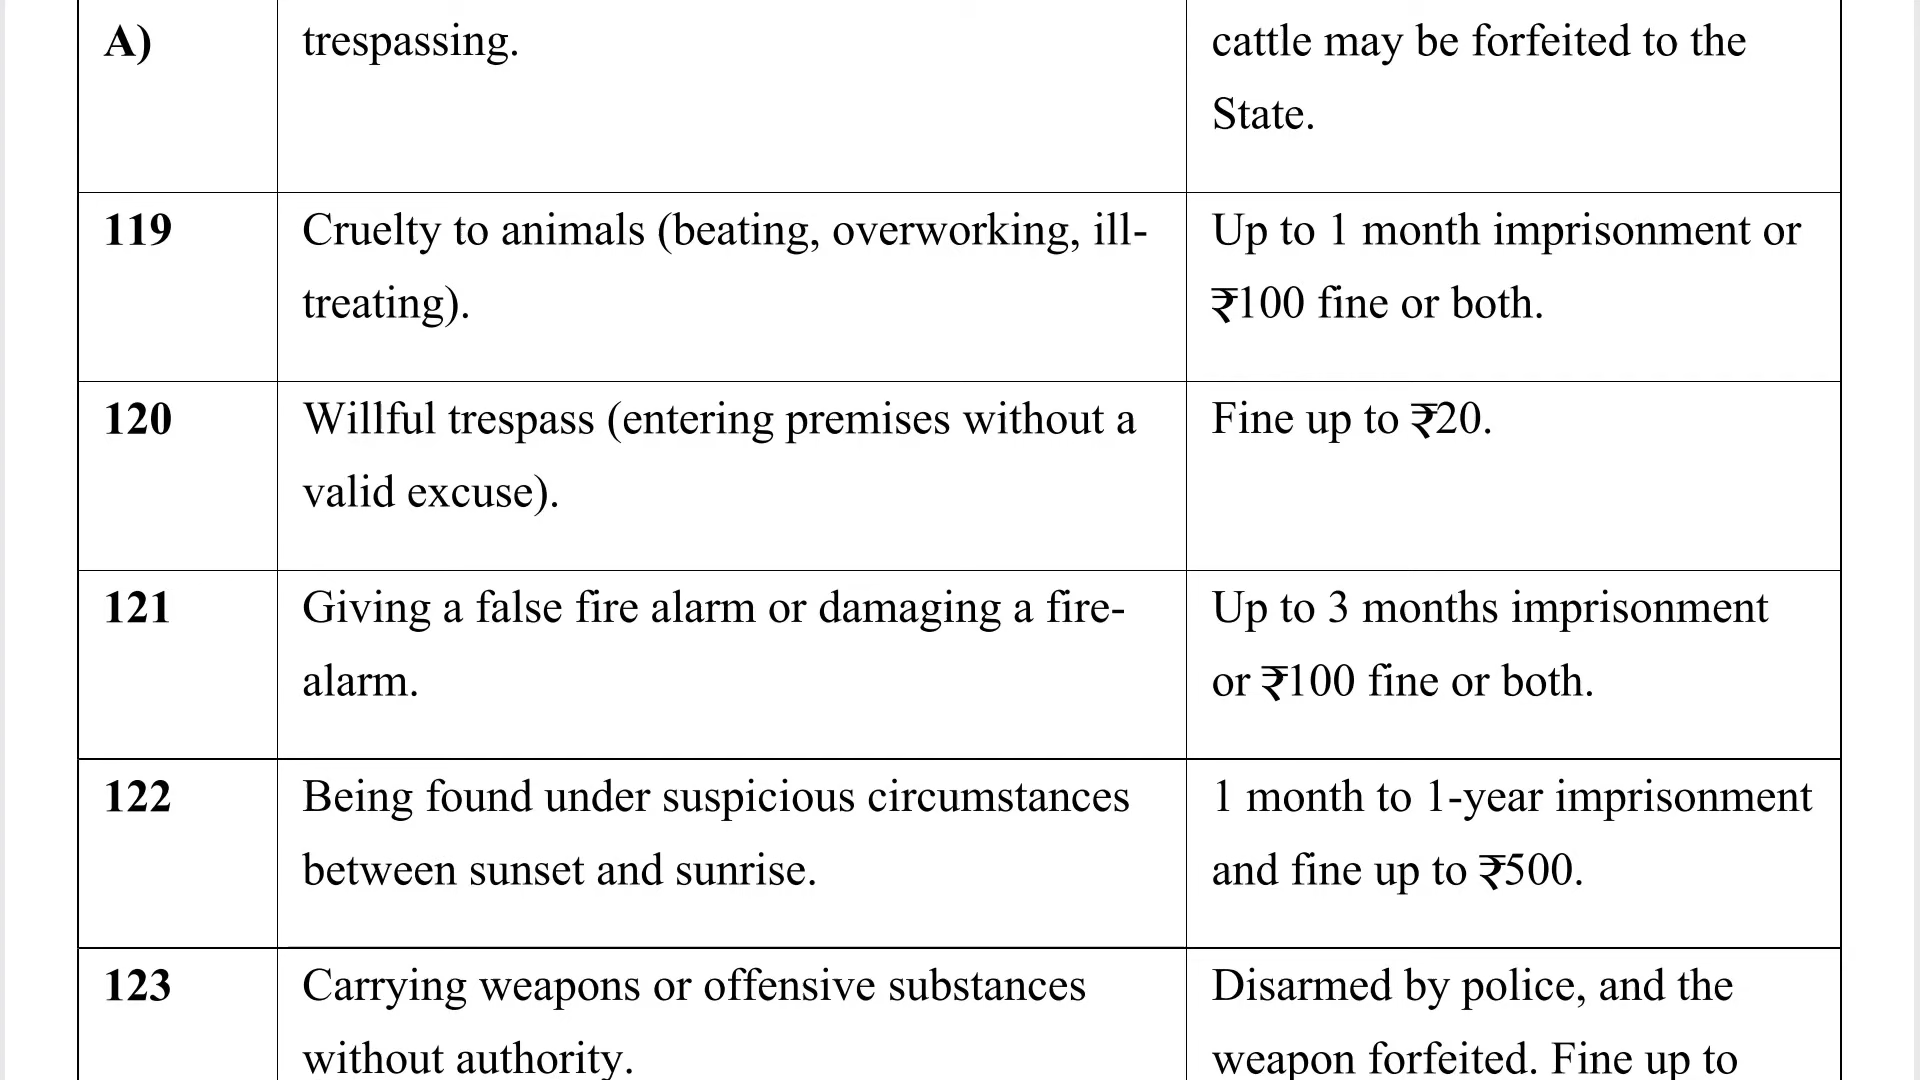 A)
trespassing.
cattle may be forfeited to the
State.
119
Cruelty to animals (beating, overworking, ill-
treating).
Up to 1 month imprisonment or
₹100 fine or both.
120
Willful trespass (entering premises without a
valid excuse).
Fine up to ₹20.
121
Giving a false fire alarm or damaging a fire-
alarm.
Up to 3 months imprisonment
or ₹100 fine or both.
122
Being found under suspicious circumstances
between sunset and sunrise.
1 month to 1-year imprisonment
and fine up to ₹500.
123
Carrying weapons or offensive substances
without authority.
Disarmed by police, and the
weapon forfeited. Fine up to